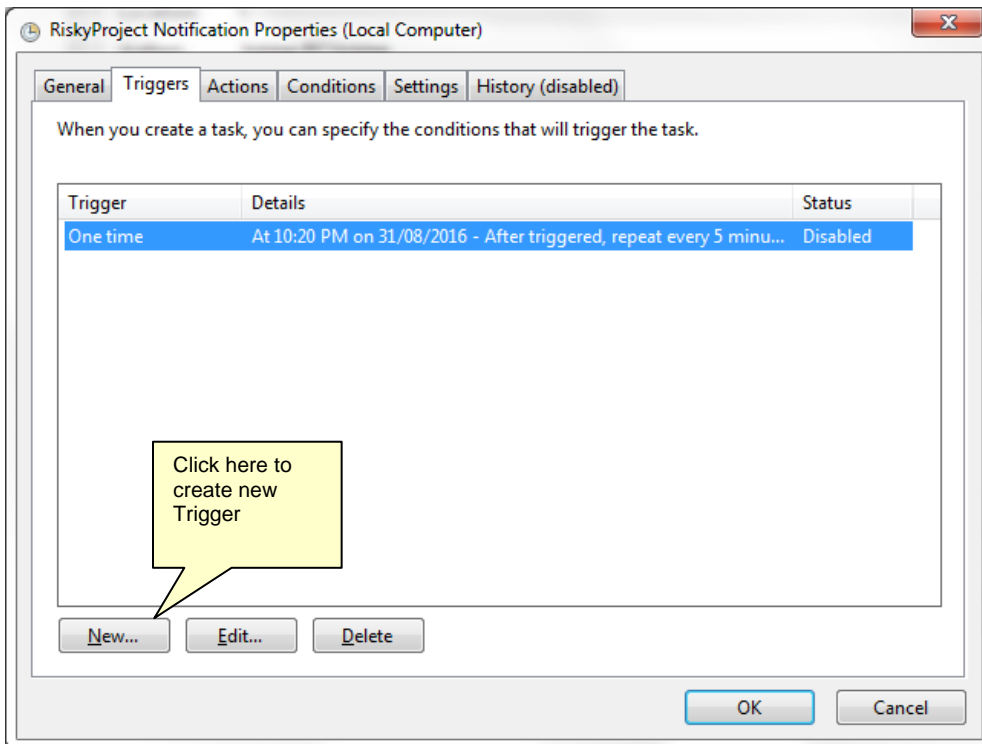 RiskyProject Notification Properties (Local Computer)
General Triggers Actions Conditions Settings History (disabled)
When you create a task, you can specify the conditions that will trigger the task.
Trigger Details Status
One time At 10:20 PM on 31/08/2016 - After triggered, repeat every 5 minu... Disabled
Click here to
create new
Trigger
New... Edit... Delete
OK Cancel